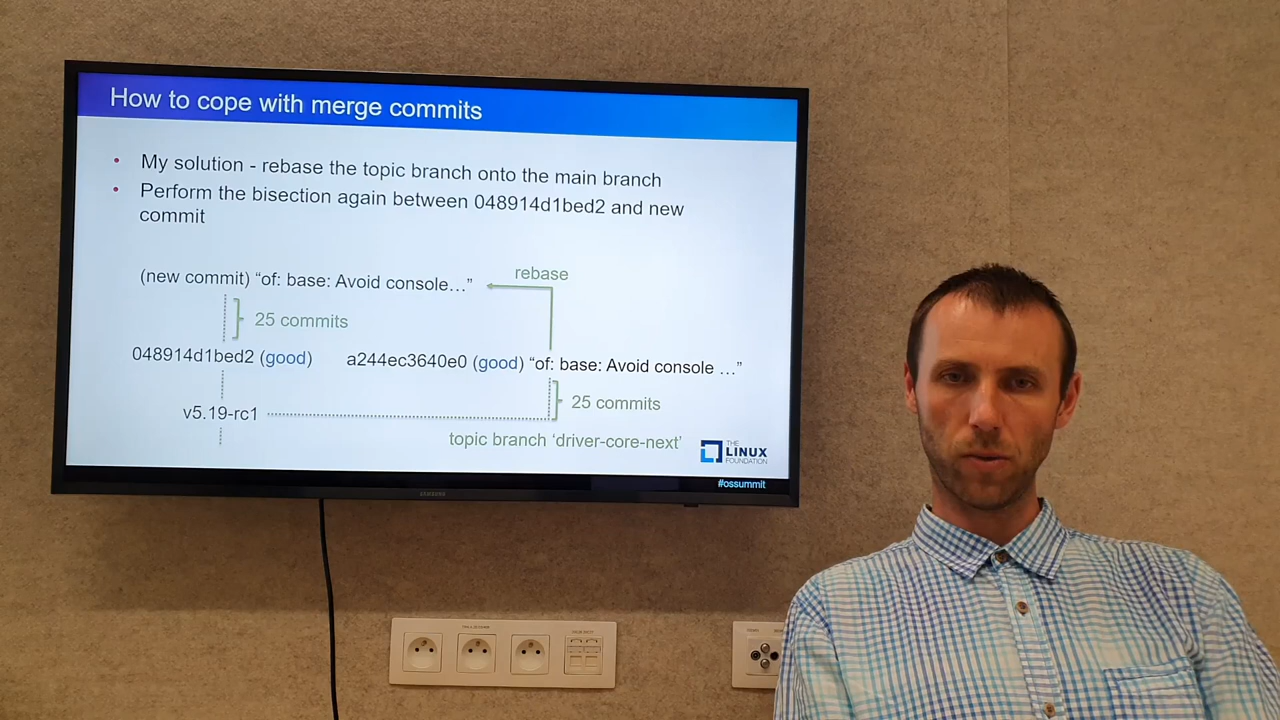 How to cope with merge commits
• My solution - rebase the topic branch onto the main branch
• Perform the bisection again between 048914d1bed2 and new
commit
rebase
(new commit) “of: base: Avoid console…”
25 commits
048914d1bed2 (good)
a244ec3640e0 (good) “of: base: Avoid console …”
25 commits
v5.19-rc1
topic branch ‘driver-core-next’
THE
LINUX
FOUNDATION
#ossummit
SAMSUNG